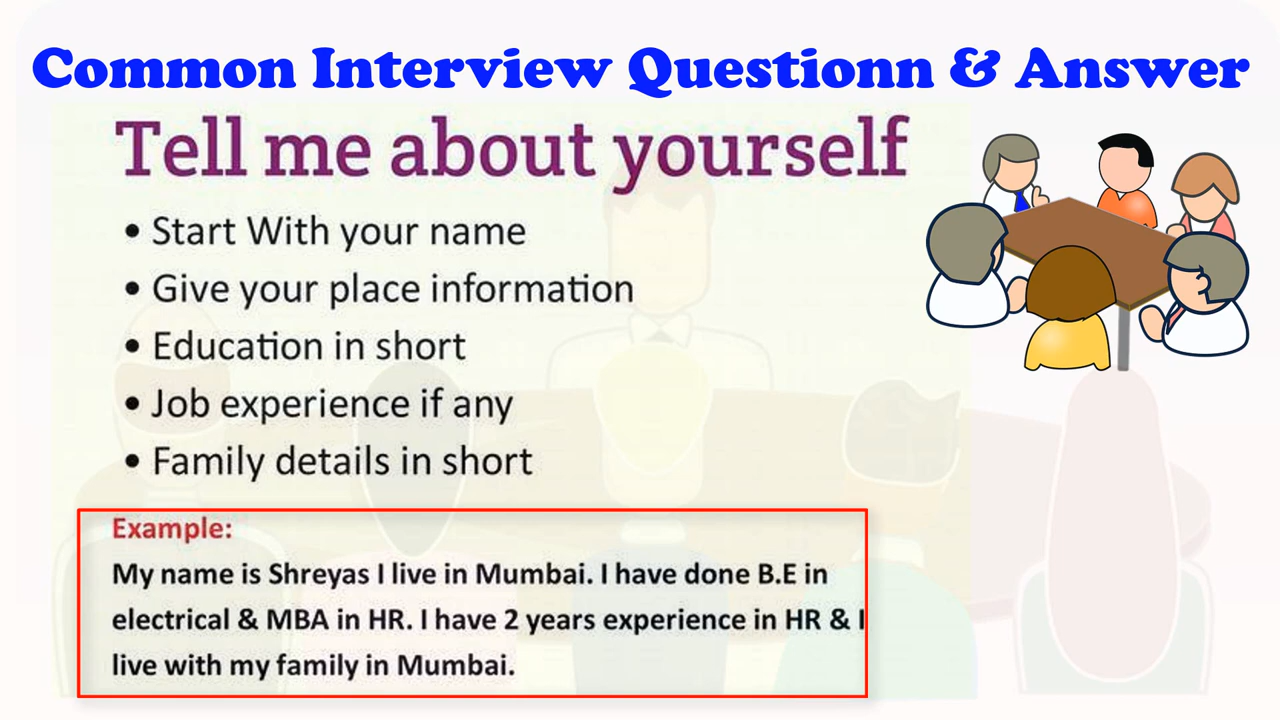 Common Interview Questionn & Answer
Tell me about yourself
• Start With your name
• Give your place information
• Education in short
• Job experience if any
• Family details in short
Example:
My name is Shreyas I live in Mumbai. I have done B.E in
electrical & MBA in HR. I have 2 years experience in HR & I
live with my family in Mumbai.